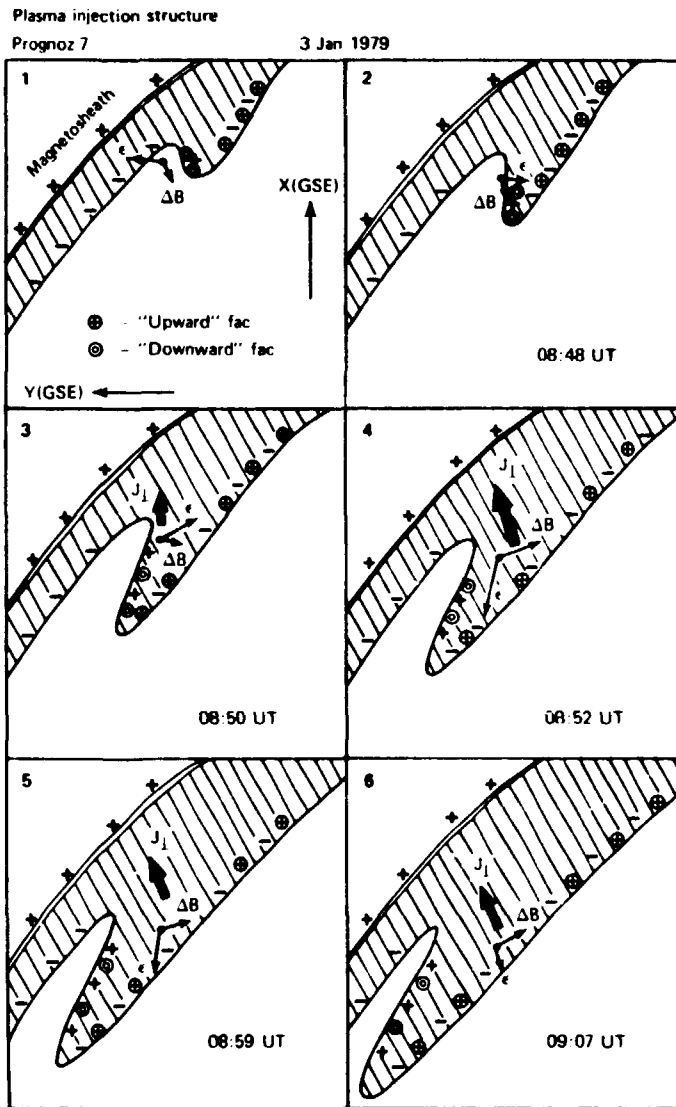 Plasma injection structure
Prognoz 7 3 Jan 1979
1
Magnetosheath
ϵ
ΔB
X(GSE)
⊕ - "Upward" fac
◎ - "Downward" fac
Y(GSE)
2
ϵ
ΔB
08:48 UT
3
J⊥
ϵ
ΔB
08:50 UT
4
J⊥
ΔB
ϵ
08:52 UT
5
J⊥
ΔB
ϵ
08:59 UT
6
J⊥
ΔB
ϵ
09:07 UT